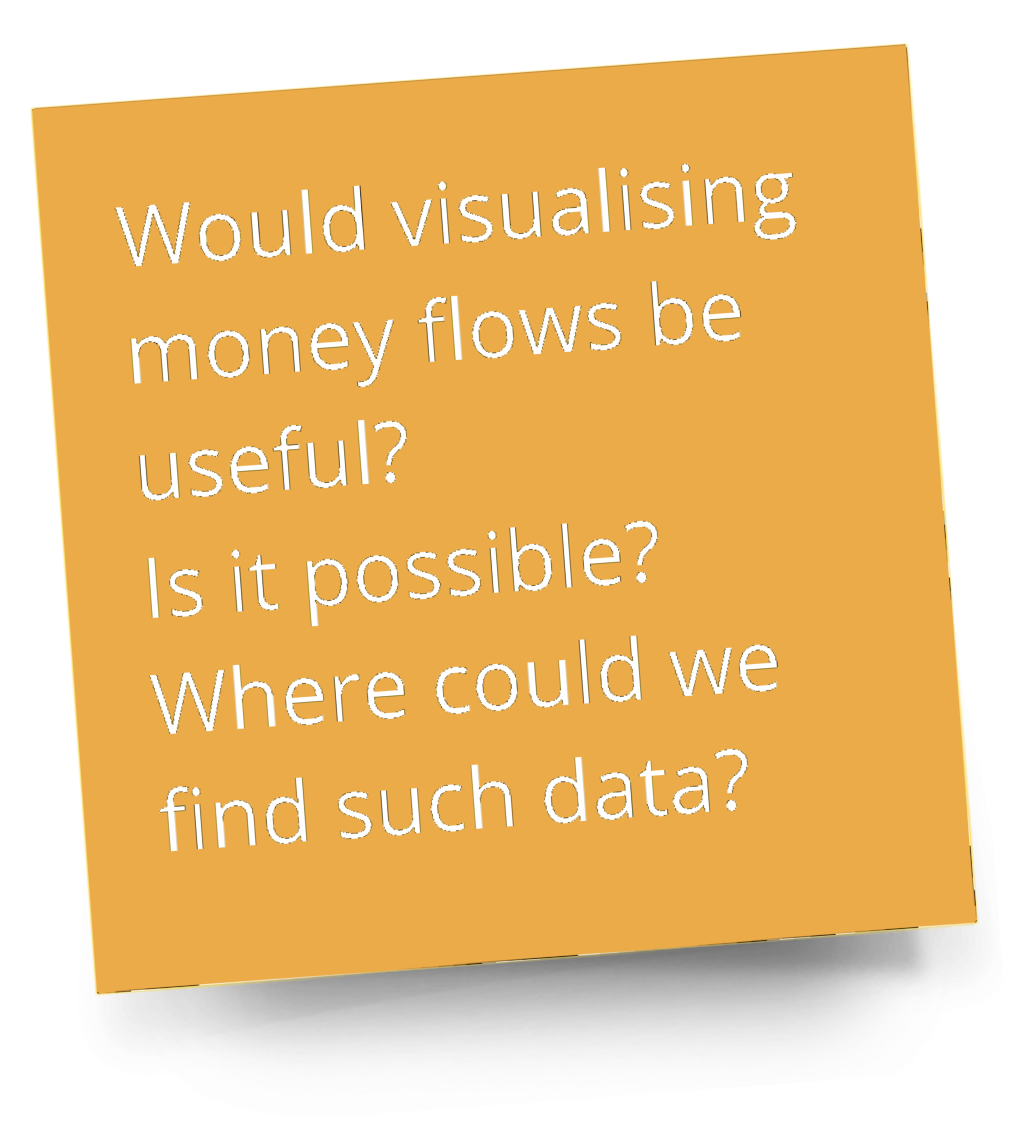 Would visualising
money flows be
useful?
Is it possible?
Where could we
find such data?